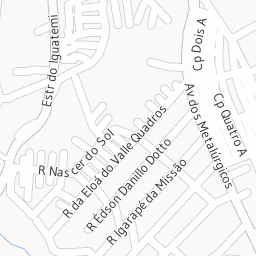 Estr do Iguatemi
Cp Dois A
Cp Quatro A
Av dos Metalúrgicos
R Nascer do Sol
R da Eloá do Valle Quadros
R Edson Danillo Dotto
R Igarapé da Missão